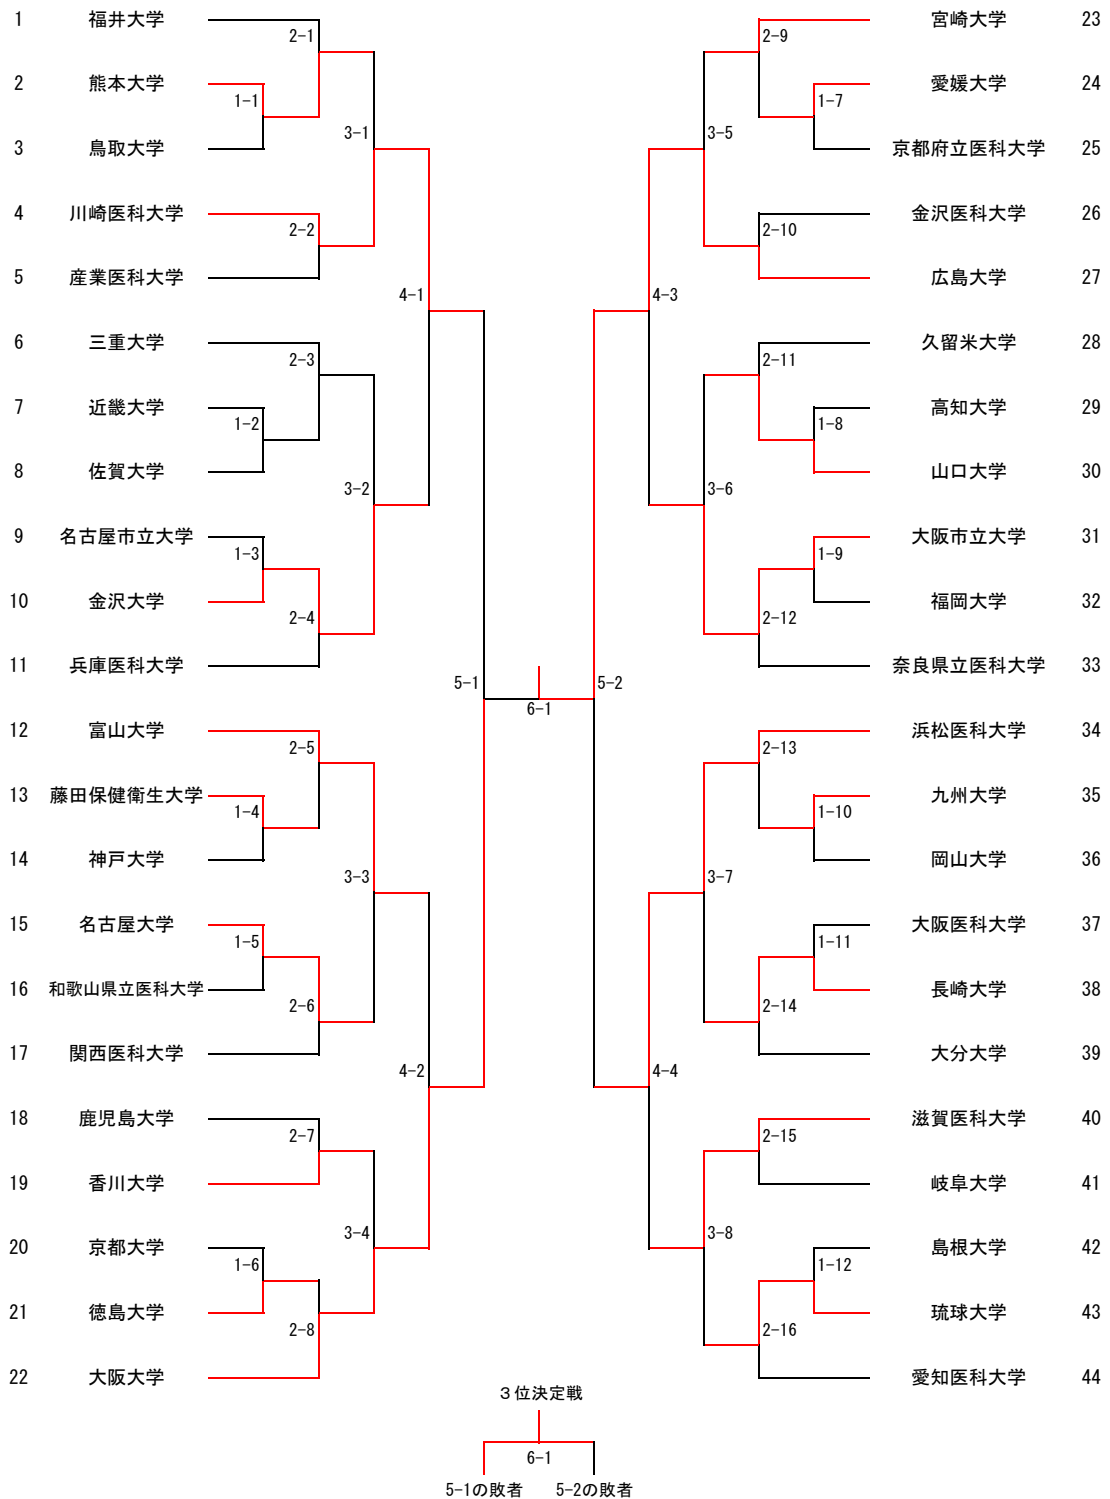 1 福井大学
2-1
2 熊本大学
1-1
3 鳥取大学
3-1
4 川崎医科大学
2-2
5 産業医科大学
4-1
6 三重大学
2-3
7 近畿大学
1-2
8 佐賀大学
3-2
9 名古屋市立大学
1-3
10 金沢大学
2-4
11 兵庫医科大学
5-1
12 富山大学
2-5
13 藤田保健衛生大学
1-4
14 神戸大学
3-3
15 名古屋大学
1-5
16 和歌山県立医科大学
2-6
17 関西医科大学
4-2
18 鹿児島大学
2-7
19 香川大学
3-4
20 京都大学
1-6
21 徳島大学
2-8
22 大阪大学
6-1
宮崎大学 23
2-9
愛媛大学 24
1-7
京都府立医科大学 25
3-5
金沢医科大学 26
2-10
広島大学 27
4-3
久留米大学 28
2-11
高知大学 29
1-8
山口大学 30
3-6
大阪市立大学 31
1-9
福岡大学 32
2-12
奈良県立医科大学 33
5-2
浜松医科大学 34
2-13
九州大学 35
1-10
岡山大学 36
3-7
大阪医科大学 37
1-11
長崎大学 38
2-14
大分大学 39
4-4
滋賀医科大学 40
2-15
岐阜大学 41
3-8
島根大学 42
1-12
琉球大学 43
2-16
愛知医科大学 44
３位決定戦
6-1
5-1の敗者 5-2の敗者